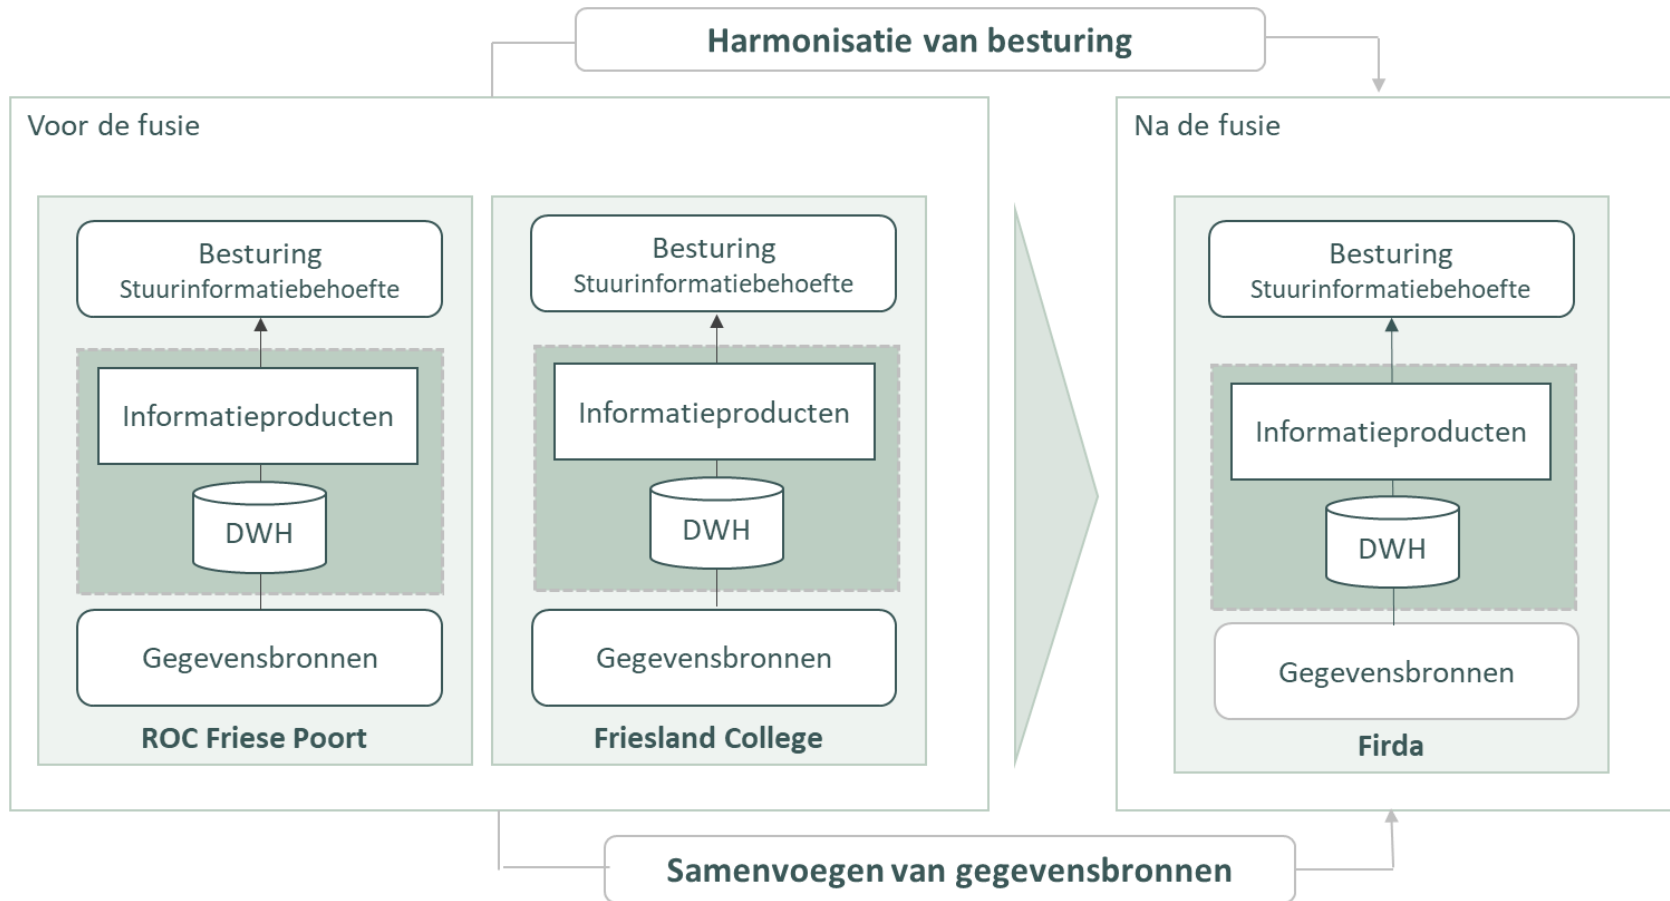 Harmonisatie van besturing
Voor de fusie
Besturing
Stuurinformatiebehoefte
Informatieproducten
DWH
Gegevensbronnen
ROC Friese Poort
Besturing
Stuurinformatiebehoefte
Informatieproducten
DWH
Gegevensbronnen
Friesland College
Na de fusie
Besturing
Stuurinformatiebehoefte
Informatieproducten
DWH
Gegevensbronnen
Firda
Samenvoegen van gegevensbronnen